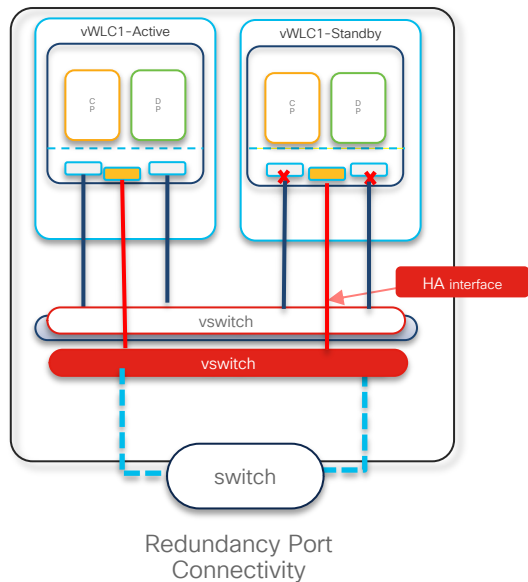 vWLC1-Active
vWLC1-Standby
C
P
D
P
C
P
D
P
HA interface
vswitch
vswitch
switch
Redundancy Port
Connectivity